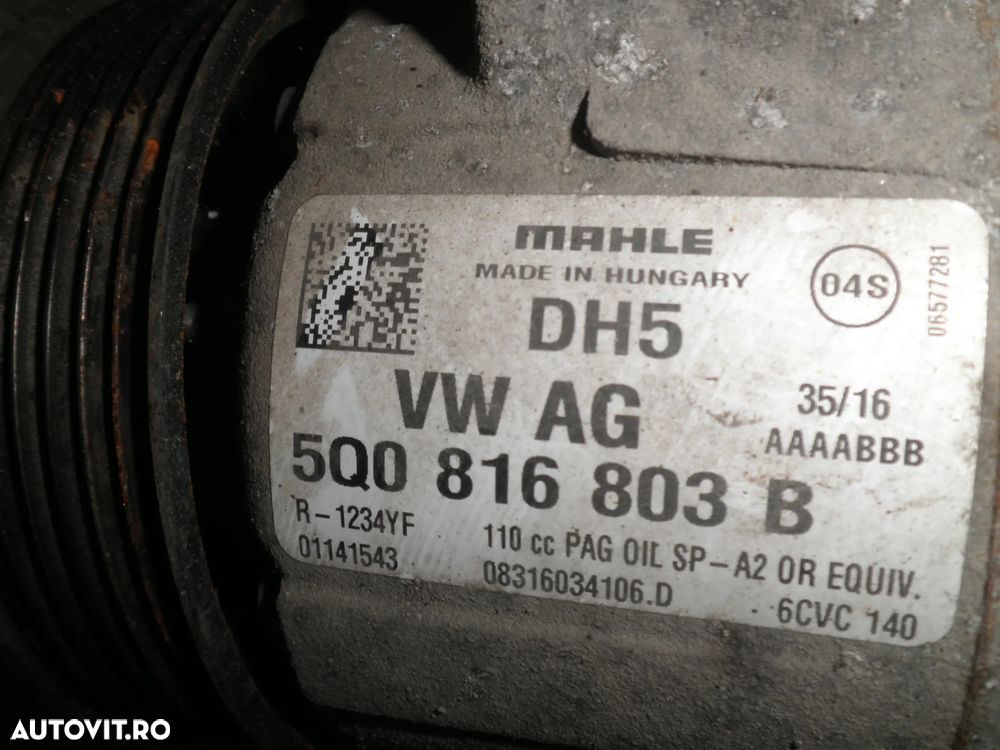 MAHLE
MADE IN HUNGARY
DH5
04S
06577281
VW AG
35/16
AAAABBB
5Q0 816 803 B
R-1234YF
110 cc PAG OIL SP-A2 OR EQUIV.
01141543
08316034106.D
6CVC 140
AUTOVIT.RO